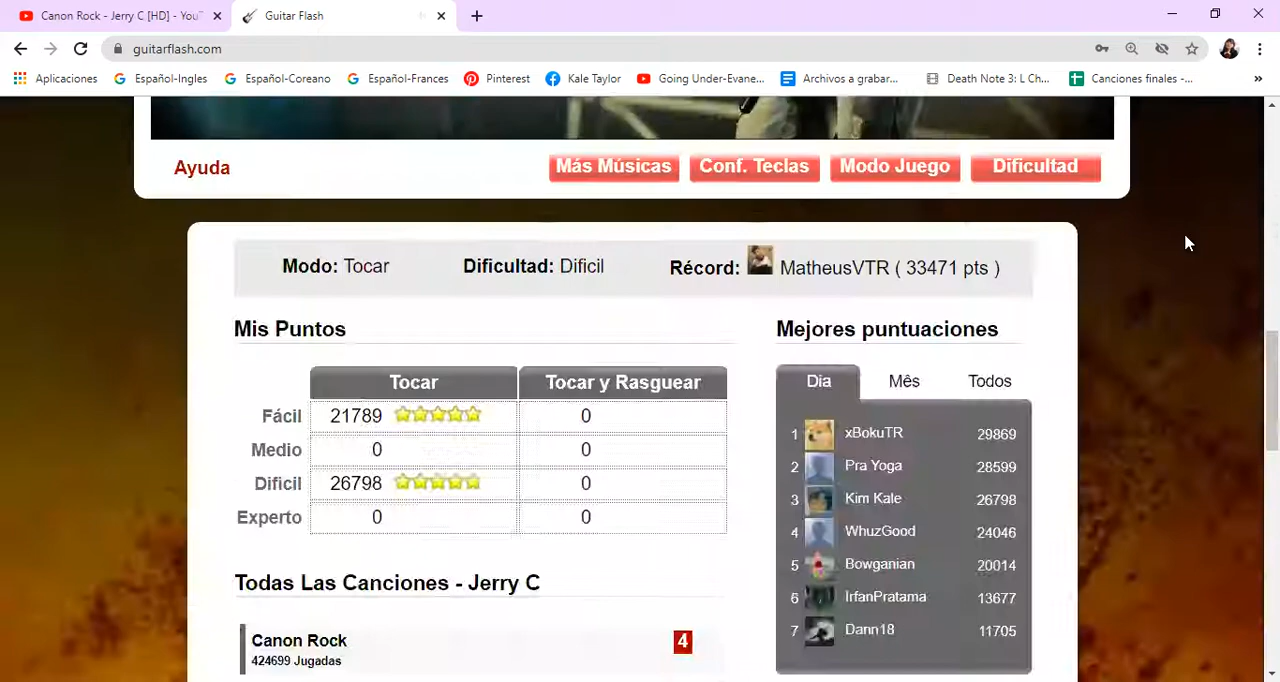 Canon Rock - Jerry C [HD] - YouT
Guitar Flash
guitarflash.com
Aplicaciones
Español-Ingles
Español-Coreano
Español-Frances
Pinterest
Kale Taylor
Going Under-Evane...
Archivos a grabar...
Death Note 3: L Ch...
Canciones finales -...
»
Ayuda
Más Músicas
Conf. Teclas
Modo Juego
Dificultad
Modo: Tocar
Dificultad: Dificil
Récord: MatheusVTR ( 33471 pts )
Mis Puntos
Tocar
Tocar y Rasguear
Fácil 21789 0
Medio 0 0
Dificil 26798 0
Experto 0 0
Mejores puntuaciones
Día
Mês
Todos
1 xBokuTR 29869
2 Pra Yoga 28599
3 Kim Kale 26798
4 WhuzGood 24046
5 Bowganian 20014
6 IrfanPratama 13677
7 Dann18 11705
Todas Las Canciones - Jerry C
Canon Rock
424699 Jugadas
4